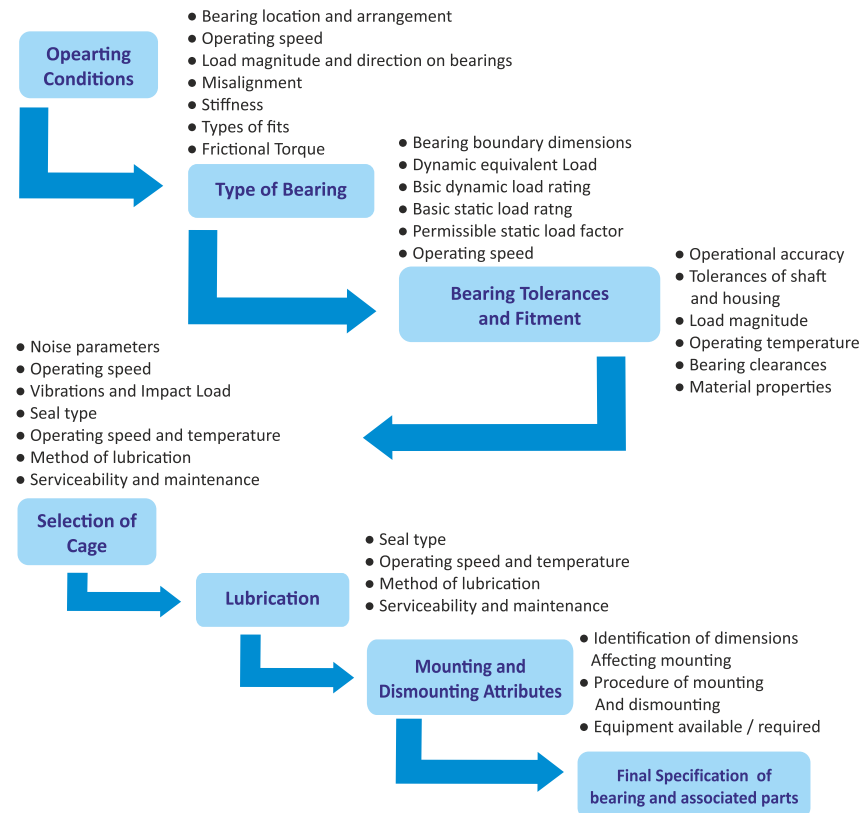 ● Bearing location and arrangement
● Operating speed
● Load magnitude and direction on bearings
● Misalignment
● Stiffness
● Types of fits
● Frictional Torque
Opearting
Conditions
● Bearing boundary dimensions
● Dynamic equivalent Load
● Bsic dynamic load rating
● Basic static load ratng
● Permissible static load factor
● Operating speed
Type of Bearing
● Operational accuracy
● Tolerances of shaft
and housing
● Load magnitude
● Operating temperature
● Bearing clearances
● Material properties
Bearing Tolerances
and Fitment
● Noise parameters
● Operating speed
● Vibrations and Impact Load
● Seal type
● Operating speed and temperature
● Method of lubrication
● Serviceability and maintenance
Selection of
Cage
● Seal type
● Operating speed and temperature
● Method of lubrication
● Serviceability and maintenance
Lubrication
● Identification of dimensions
Affecting mounting
● Procedure of mounting
And dismounting
● Equipment available / required
Mounting and
Dismounting Attributes
Final Specification of
bearing and associated parts